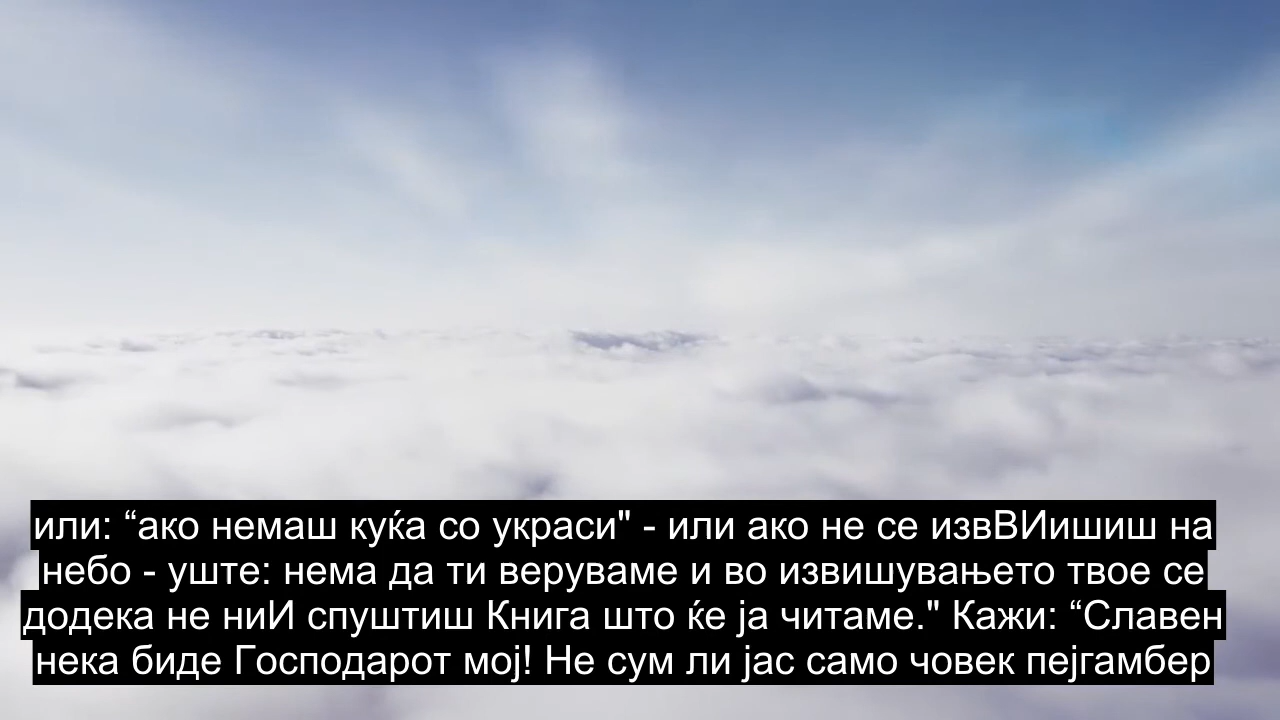 или: “ако немаш куќа со украси" - или ако не се извВИишиш на
небо - уште: нема да ти веруваме и во извишувањето твое се
додека не ниИ спуштиш Книга што ќе ја читаме." Кажи: “Славен
нека биде Господарот мој! Не сум ли јас само човек пејгамбер